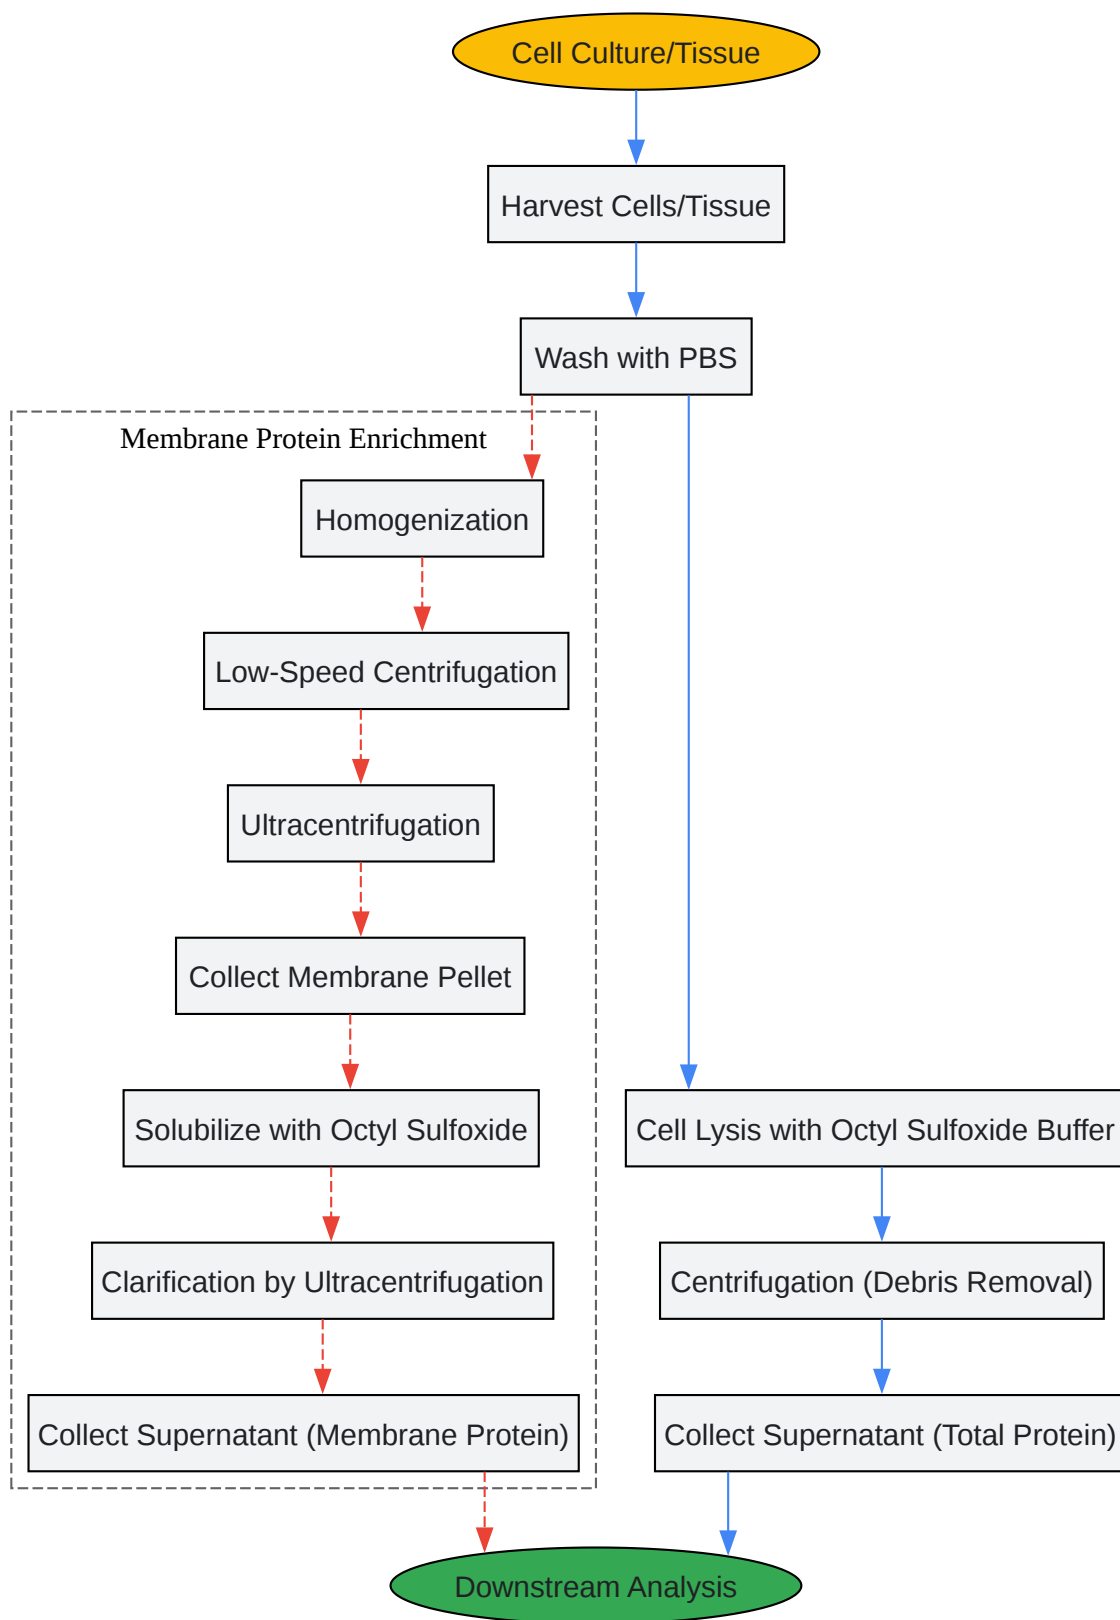 Cell Culture/Tissue
Harvest Cells/Tissue
Wash with PBS
Membrane Protein Enrichment
Homogenization
Low-Speed Centrifugation
Ultracentrifugation
Collect Membrane Pellet
Solubilize with Octyl Sulfoxide
Clarification by Ultracentrifugation
Collect Supernatant (Membrane Protein)
Cell Lysis with Octyl Sulfoxide Buffer
Centrifugation (Debris Removal)
Collect Supernatant (Total Protein)
Downstream Analysis